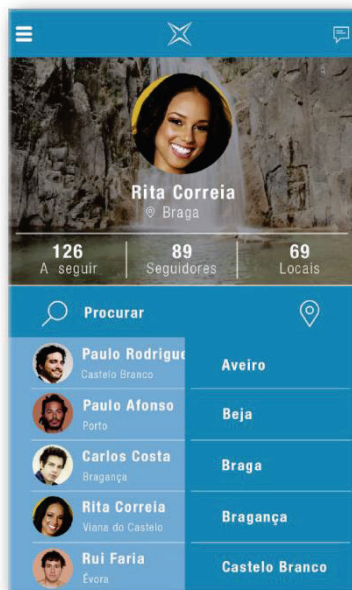 Rita Correia
Braga
126
A seguir
89
Seguidores
69
Locais
Procurar
Paulo Rodrigue
Castelo Branco
Paulo Afonso
Porto
Carlos Costa
Bragança
Rita Correia
Viana do Castelo
Rui Faria
Évora
Aveiro
Beja
Braga
Bragança
Castelo Branco